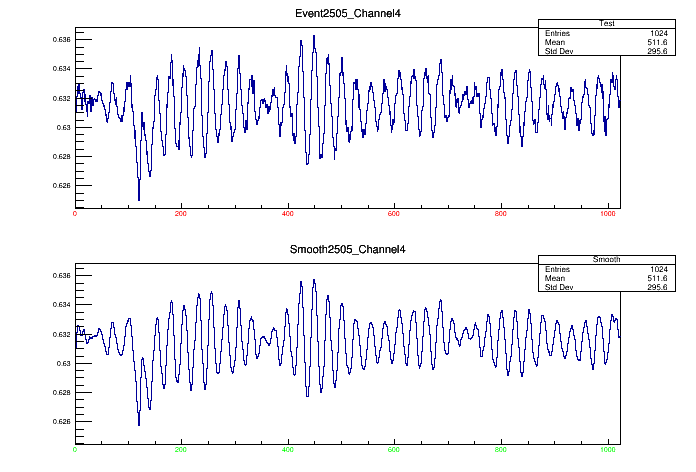 Event2505_Channel4
Test
Entries 1024
Mean 511.6
Std Dev 295.6
0.636
0.634
0.632
0.63
0.628
0.626
0 200 400 600 800 1000
Smooth2505_Channel4
Smooth
Entries 1024
Mean 511.6
Std Dev 295.6
0.636
0.634
0.632
0.63
0.628
0.626
0 200 400 600 800 1000